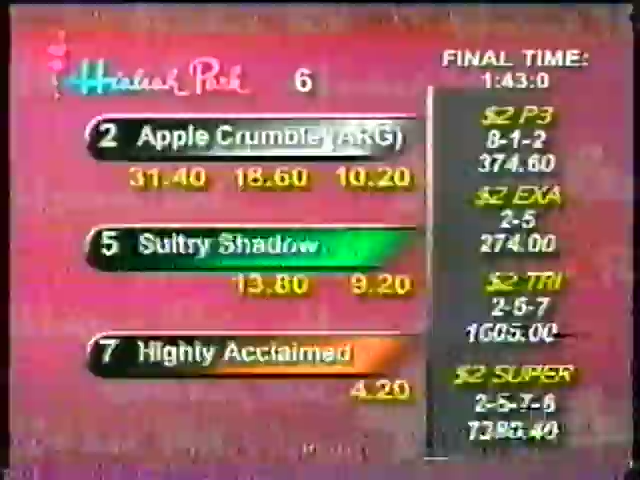 Hialeah Park 6
FINAL TIME:
1:43:0
2 Apple Crumble(ARG)
31.40 18.60 10.20
5 Sultry Shadow
13.80 9.20
7 Highly Acclaimed
4.20
$2 P3
8-1-2
374.60
$2 EXA
2-5
274.00
$2 TRI
2-5-7
1605.00
$2 SUPER
2-5-7-6